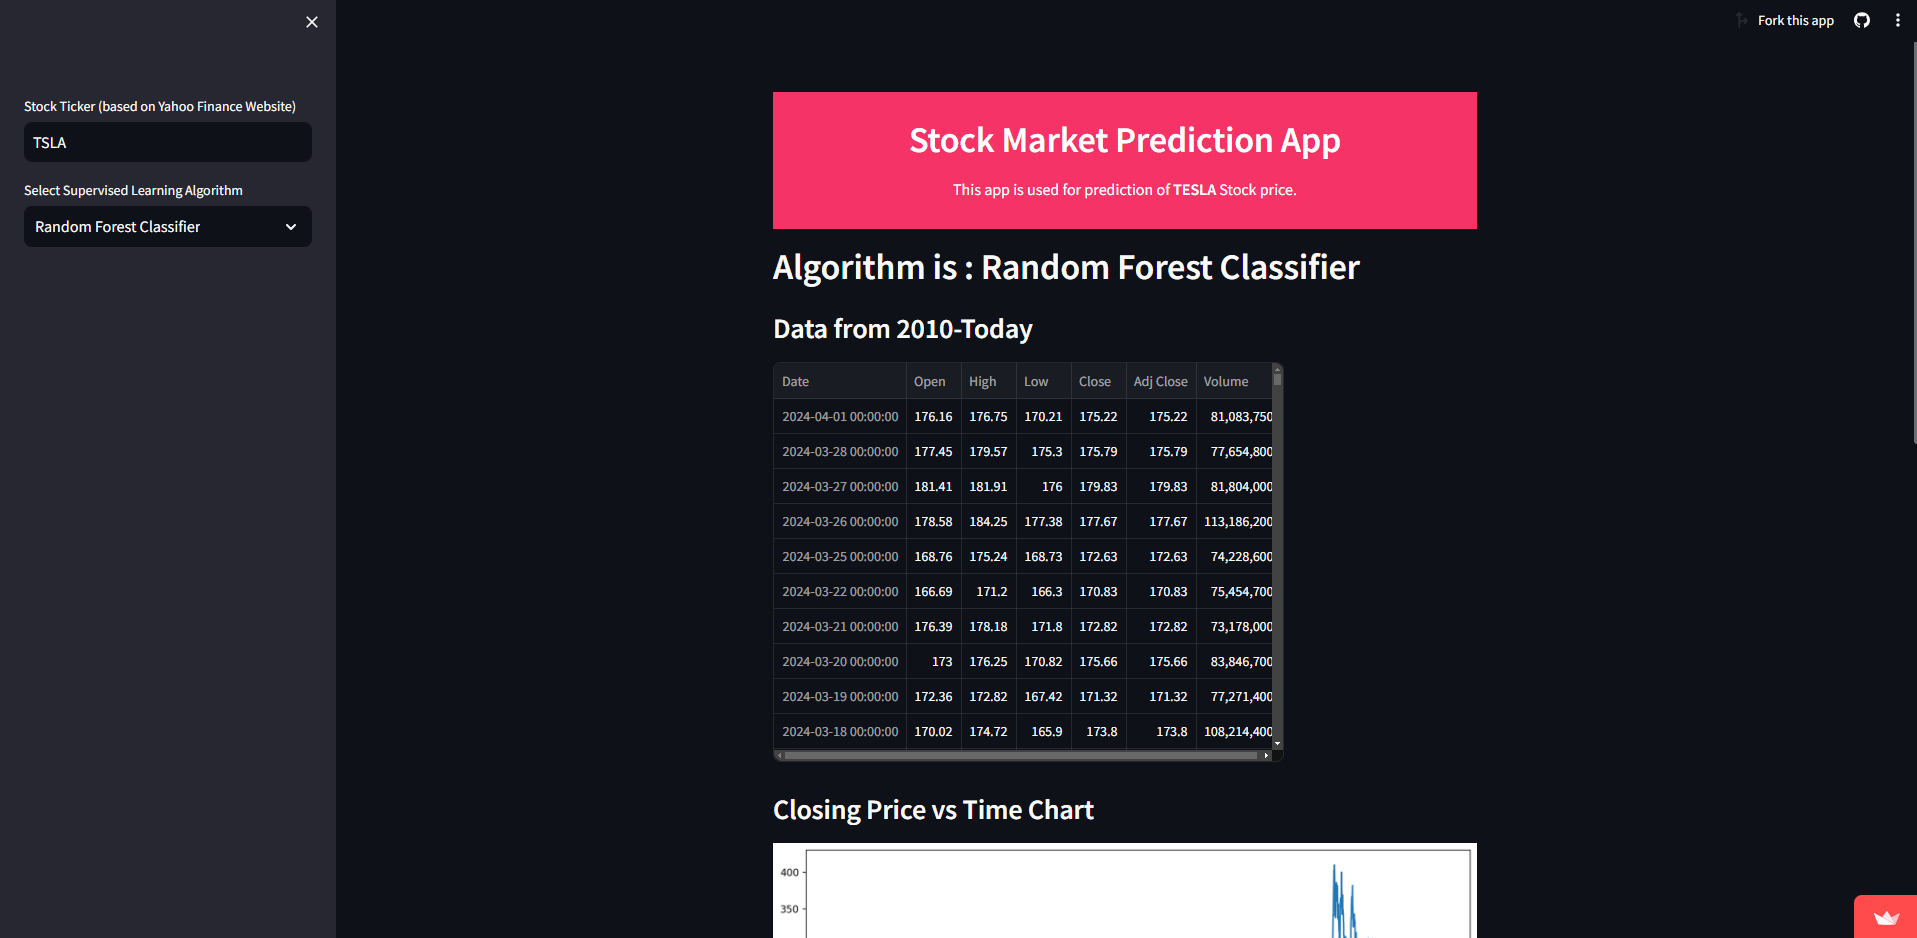 Fork this app
Stock Ticker (based on Yahoo Finance Website)
TSLA
Select Supervised Learning Algorithm
Random Forest Classifier
Stock Market Prediction App
This app is used for prediction of TESLA Stock price.
Algorithm is : Random Forest Classifier
Data from 2010-Today
Date Open High Low Close Adj Close Volume
2024-04-01 00:00:00 176.16 176.75 170.21 175.22 175.22 81,083,750
2024-03-28 00:00:00 177.45 179.57 175.3 175.79 175.79 77,654,800
2024-03-27 00:00:00 181.41 181.91 176 179.83 179.83 81,804,000
2024-03-26 00:00:00 178.58 184.25 177.38 177.67 177.67 113,186,200
2024-03-25 00:00:00 168.76 175.24 168.73 172.63 172.63 74,228,600
2024-03-22 00:00:00 166.69 171.2 166.3 170.83 170.83 75,454,700
2024-03-21 00:00:00 176.39 178.18 171.8 172.82 172.82 73,178,000
2024-03-20 00:00:00 173 176.25 170.82 175.66 175.66 83,846,700
2024-03-19 00:00:00 172.36 172.82 167.42 171.32 171.32 77,271,400
2024-03-18 00:00:00 170.02 174.72 165.9 173.8 173.8 108,214,400
Closing Price vs Time Chart
400
350